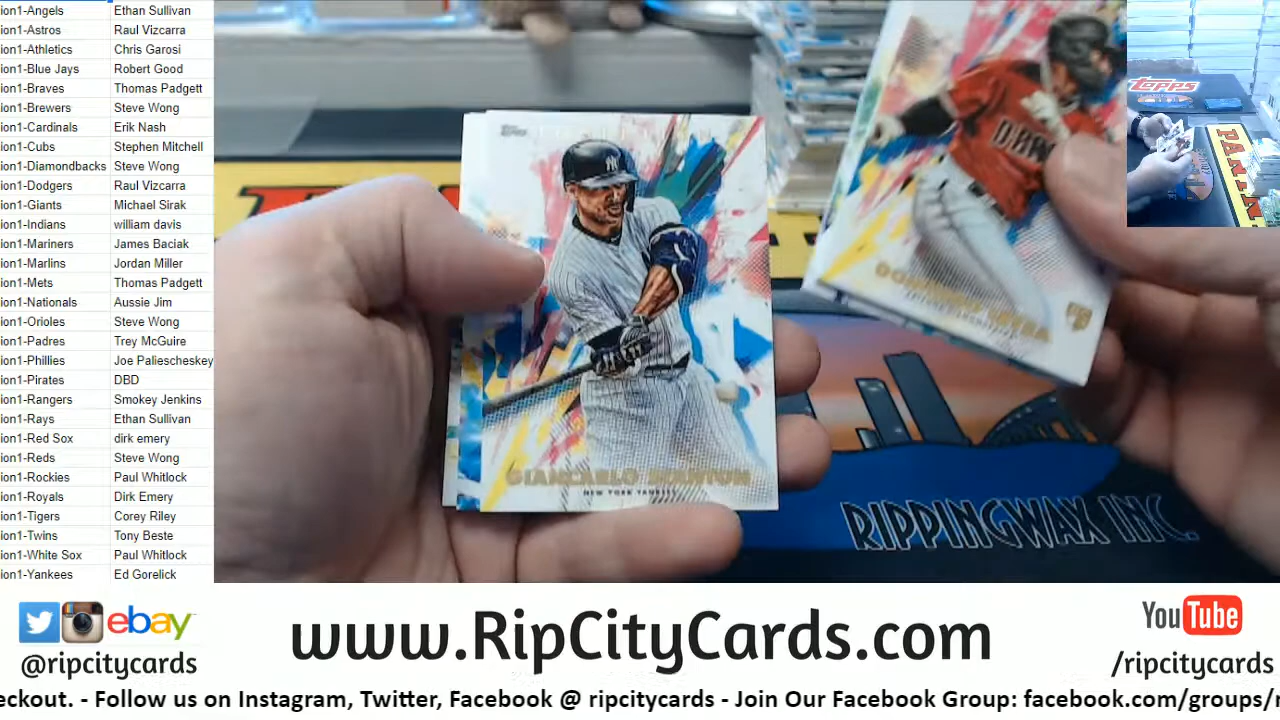 ion1-Angels Ethan Sullivan
ion1-Astros Raul Vizcarra
ion1-Athletics Chris Garosi
ion1-Blue Jays Robert Good
ion1-Braves Thomas Padgett
ion1-Brewers Steve Wong
ion1-Cardinals Erik Nash
ion1-Cubs Stephen Mitchell
ion1-Diamondbacks Steve Wong
ion1-Dodgers Raul Vizcarra
ion1-Giants Michael Sirak
ion1-Indians william davis
ion1-Mariners James Baciak
ion1-Marlins Jordan Miller
ion1-Mets Thomas Padgett
ion1-Nationals Aussie Jim
ion1-Orioles Steve Wong
ion1-Padres Trey McGuire
ion1-Phillies Joe Paliescheskey
ion1-Pirates DBD
ion1-Rangers Smokey Jenkins
ion1-Rays Ethan Sullivan
ion1-Red Sox dirk emery
ion1-Reds Steve Wong
ion1-Rockies Paul Whitlock
ion1-Royals Dirk Emery
ion1-Tigers Corey Riley
ion1-Twins Tony Beste
ion1-White Sox Paul Whitlock
ion1-Yankees Ed Gorelick
GIANCARLO STANTON
NEW YORK YANKEES
topps
PANINI
RIPPINGWAX INC.
ebay
@ripcitycards
www.RipCityCards.com
YouTube
/ripcitycards
eckout. - Follow us on Instagram, Twitter, Facebook @ ripcitycards - Join Our Facebook Group: facebook.com/groups/r